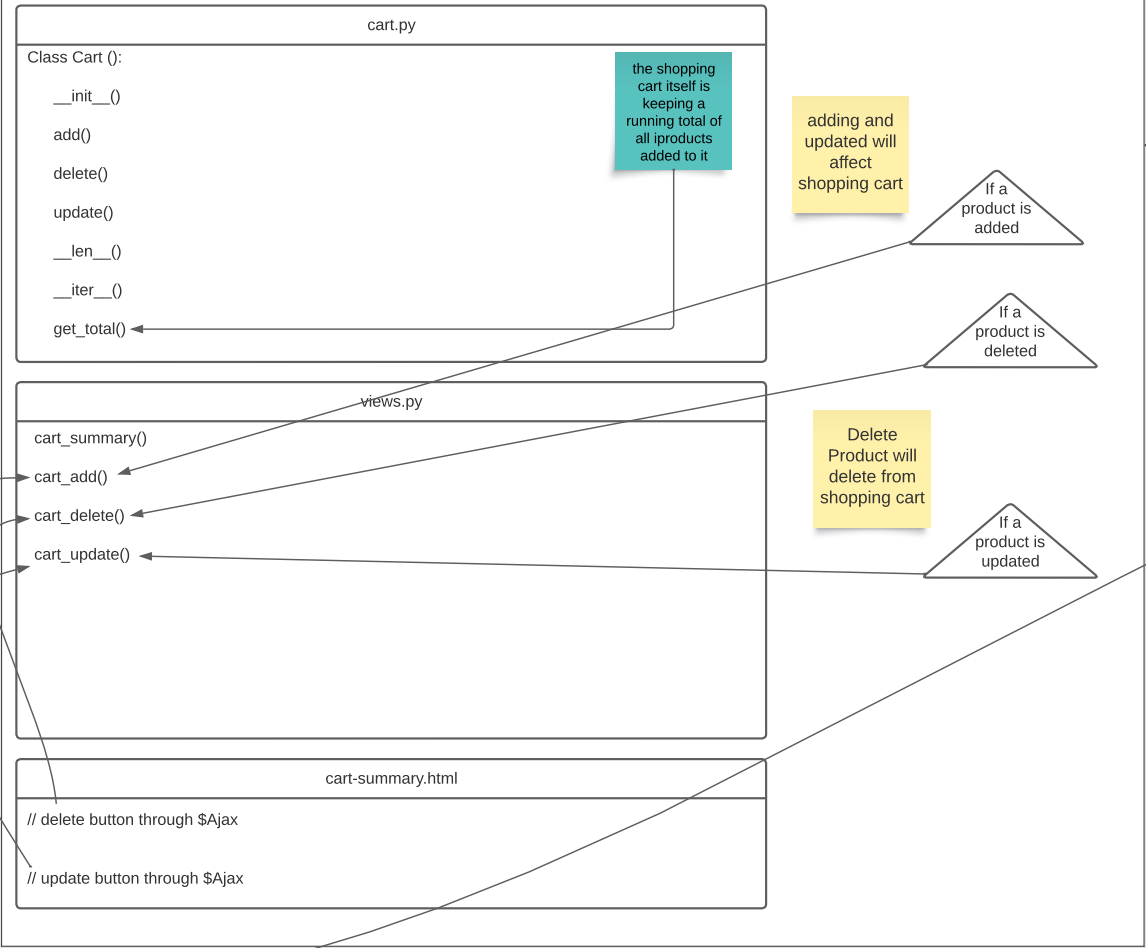 cart.py
Class Cart ():
__init__()
add()
delete()
update()
__len__()
__iter__()
get_total()
the shopping
cart itself is
keeping a
running total of
all iproducts
added to it
adding and
updated will
affect
shopping cart
If a
product is
added
If a
product is
deleted
views.py
cart_summary()
cart_add()
cart_delete()
cart_update()
Delete
Product will
delete from
shopping cart
If a
product is
updated
cart-summary.html
// delete button through $Ajax
// update button through $Ajax